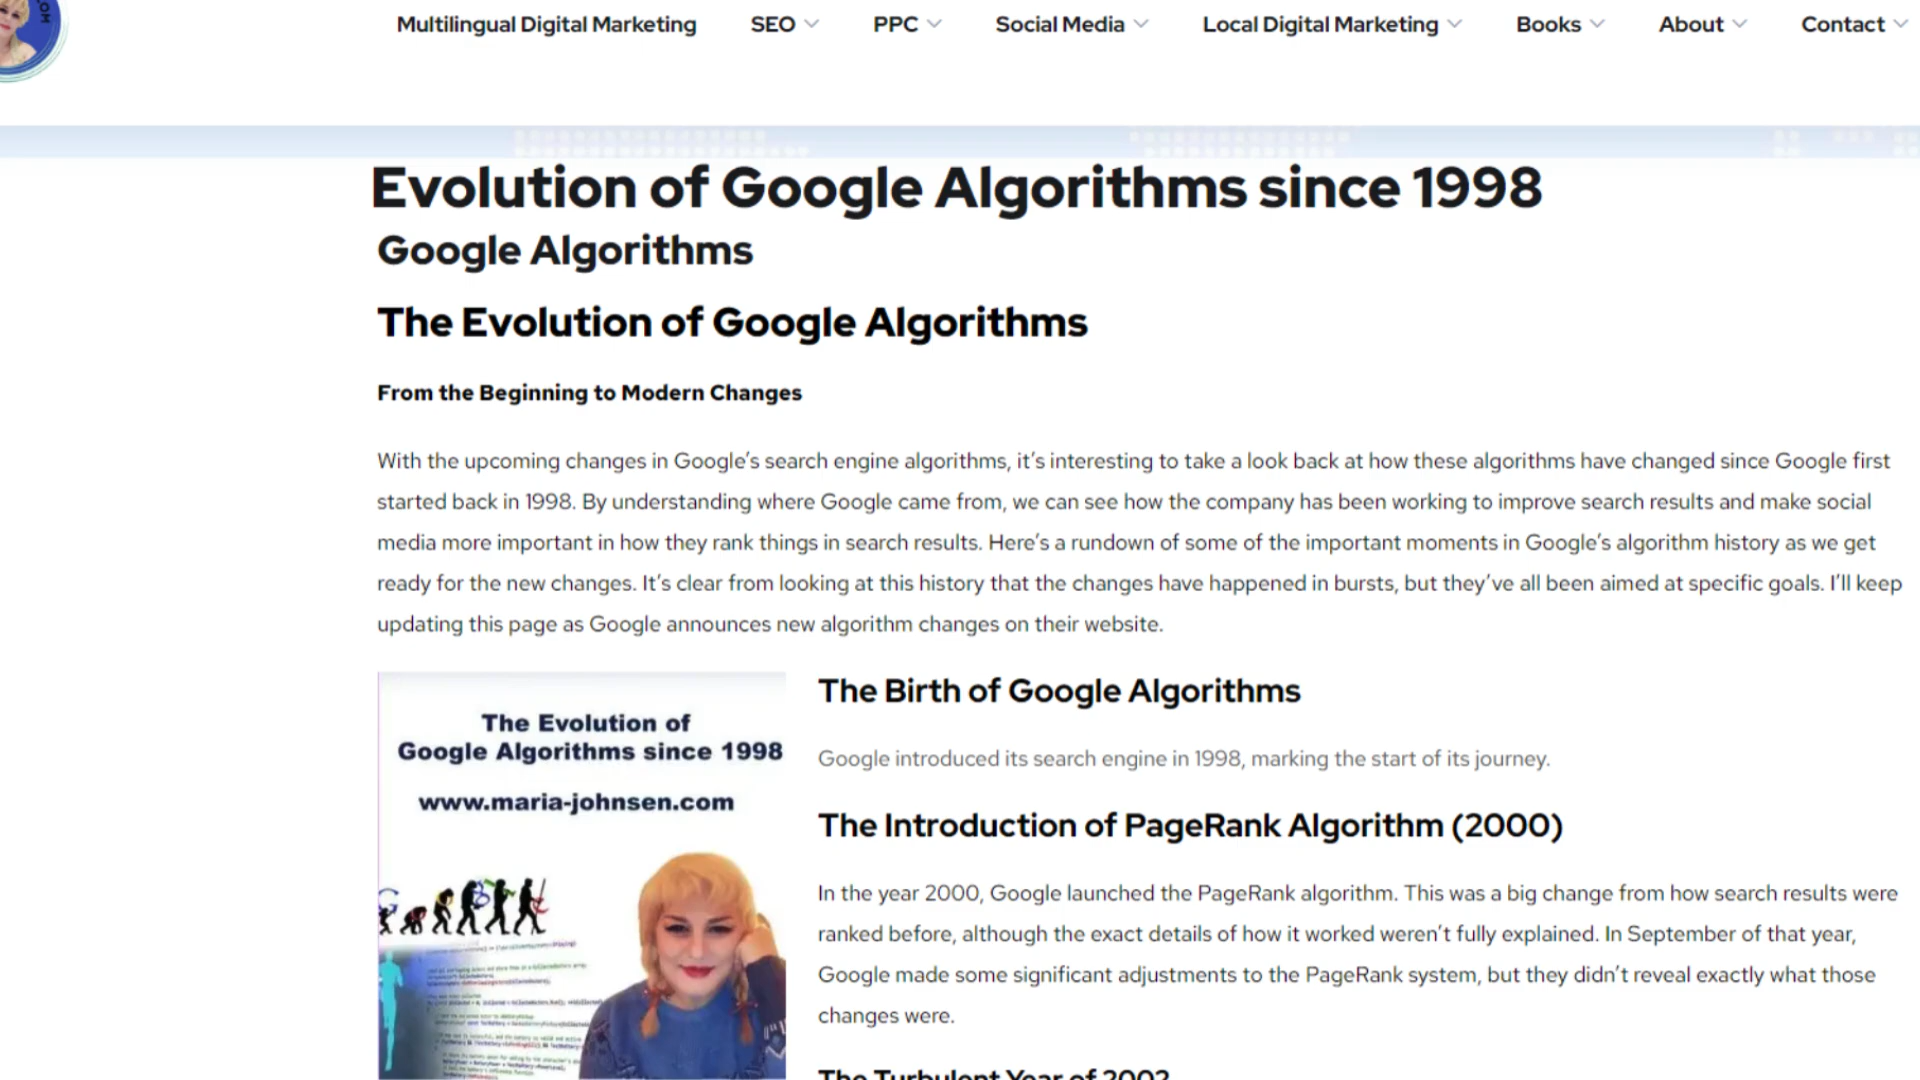 .OM
Multilingual Digital Marketing SEO PPC Social Media Local Digital Marketing Books About Contact
Evolution of Google Algorithms since 1998
Google Algorithms
The Evolution of Google Algorithms
From the Beginning to Modern Changes
With the upcoming changes in Google’s search engine algorithms, it’s interesting to take a look back at how these algorithms have changed since Google first
started back in 1998. By understanding where Google came from, we can see how the company has been working to improve search results and make social
media more important in how they rank things in search results. Here’s a rundown of some of the important moments in Google’s algorithm history as we get
ready for the new changes. It’s clear from looking at this history that the changes have happened in bursts, but they’ve all been aimed at specific goals. I’ll keep
updating this page as Google announces new algorithm changes on their website.
The Evolution of
Google Algorithms since 1998
www.maria-johnsen.com
The Birth of Google Algorithms
Google introduced its search engine in 1998, marking the start of its journey.
The Introduction of PageRank Algorithm (2000)
In the year 2000, Google launched the PageRank algorithm. This was a big change from how search results were
ranked before, although the exact details of how it worked weren’t fully explained. In September of that year,
Google made some significant adjustments to the PageRank system, but they didn’t reveal exactly what those
changes were.
The Turbulent Year of 2002